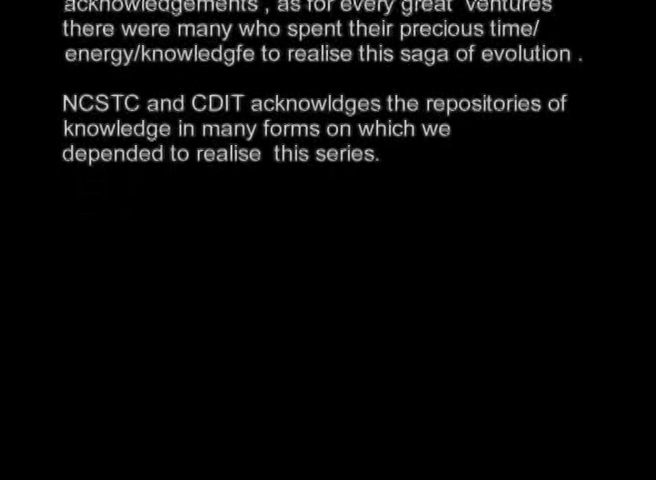 acknowledgements , as for every great ventures
there were many who spent their precious time/
energy/knowledgfe to realise this saga of evolution .
NCSTC and CDIT acknowldges the repositories of
knowledge in many forms on which we
depended to realise this series.